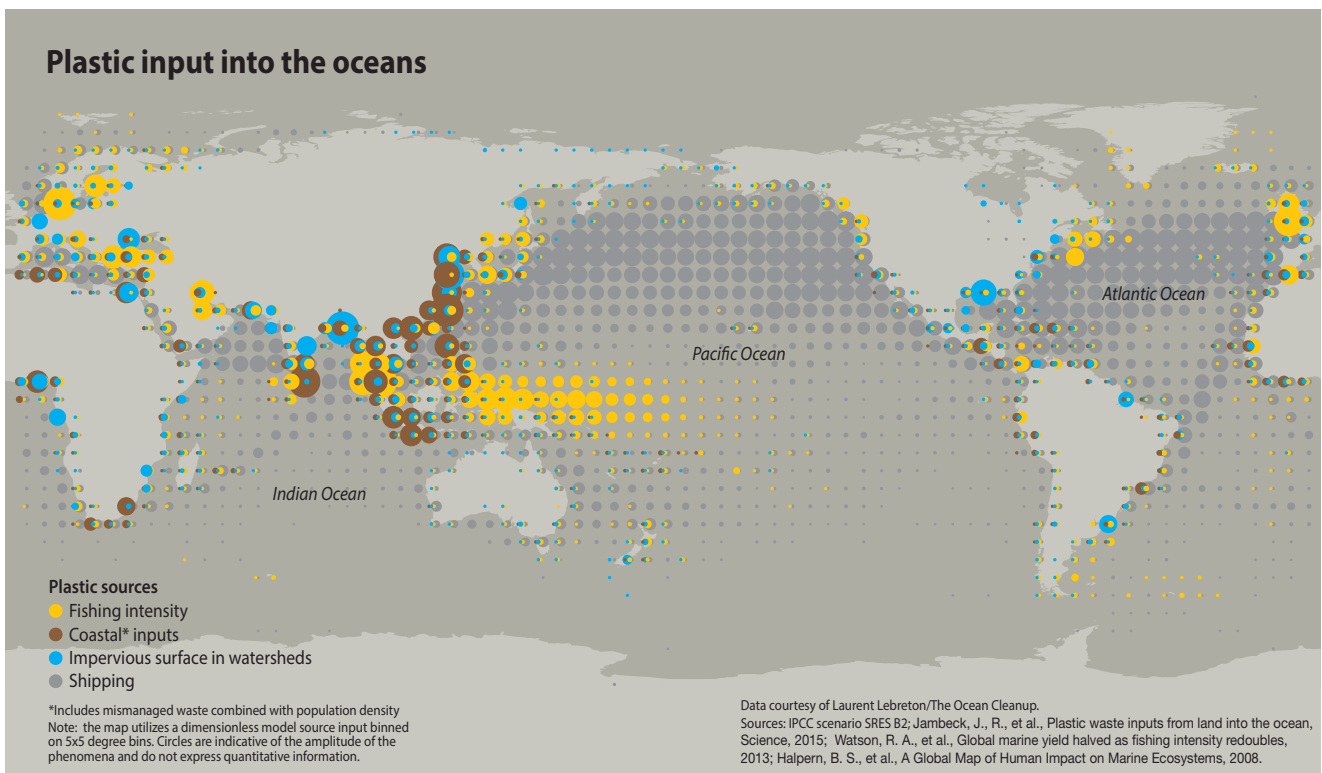 Plastic input into the oceans
Atlantic Ocean
Pacific Ocean
Indian Ocean
Plastic sources
Fishing intensity
Coastal* inputs
Impervious surface in watersheds
Shipping
*Includes mismanaged waste combined with population density
Note: the map utilizes a dimensionless model source input binned
on 5x5 degree bins. Circles are indicative of the amplitude of the
phenomena and do not express quantitative information.
Data courtesy of Laurent Lebreton/The Ocean Cleanup.
Sources: IPCC scenario SRES B2; Jambeck, J. R., et al., Plastic waste inputs from land into the ocean,
Science, 2015; Watson, R. A., et al., Global marine yield halved as fishing intensity redoubles,
2013; Halpern, B. S., et al., A Global Map of Human Impact on Marine Ecosystems, 2008.